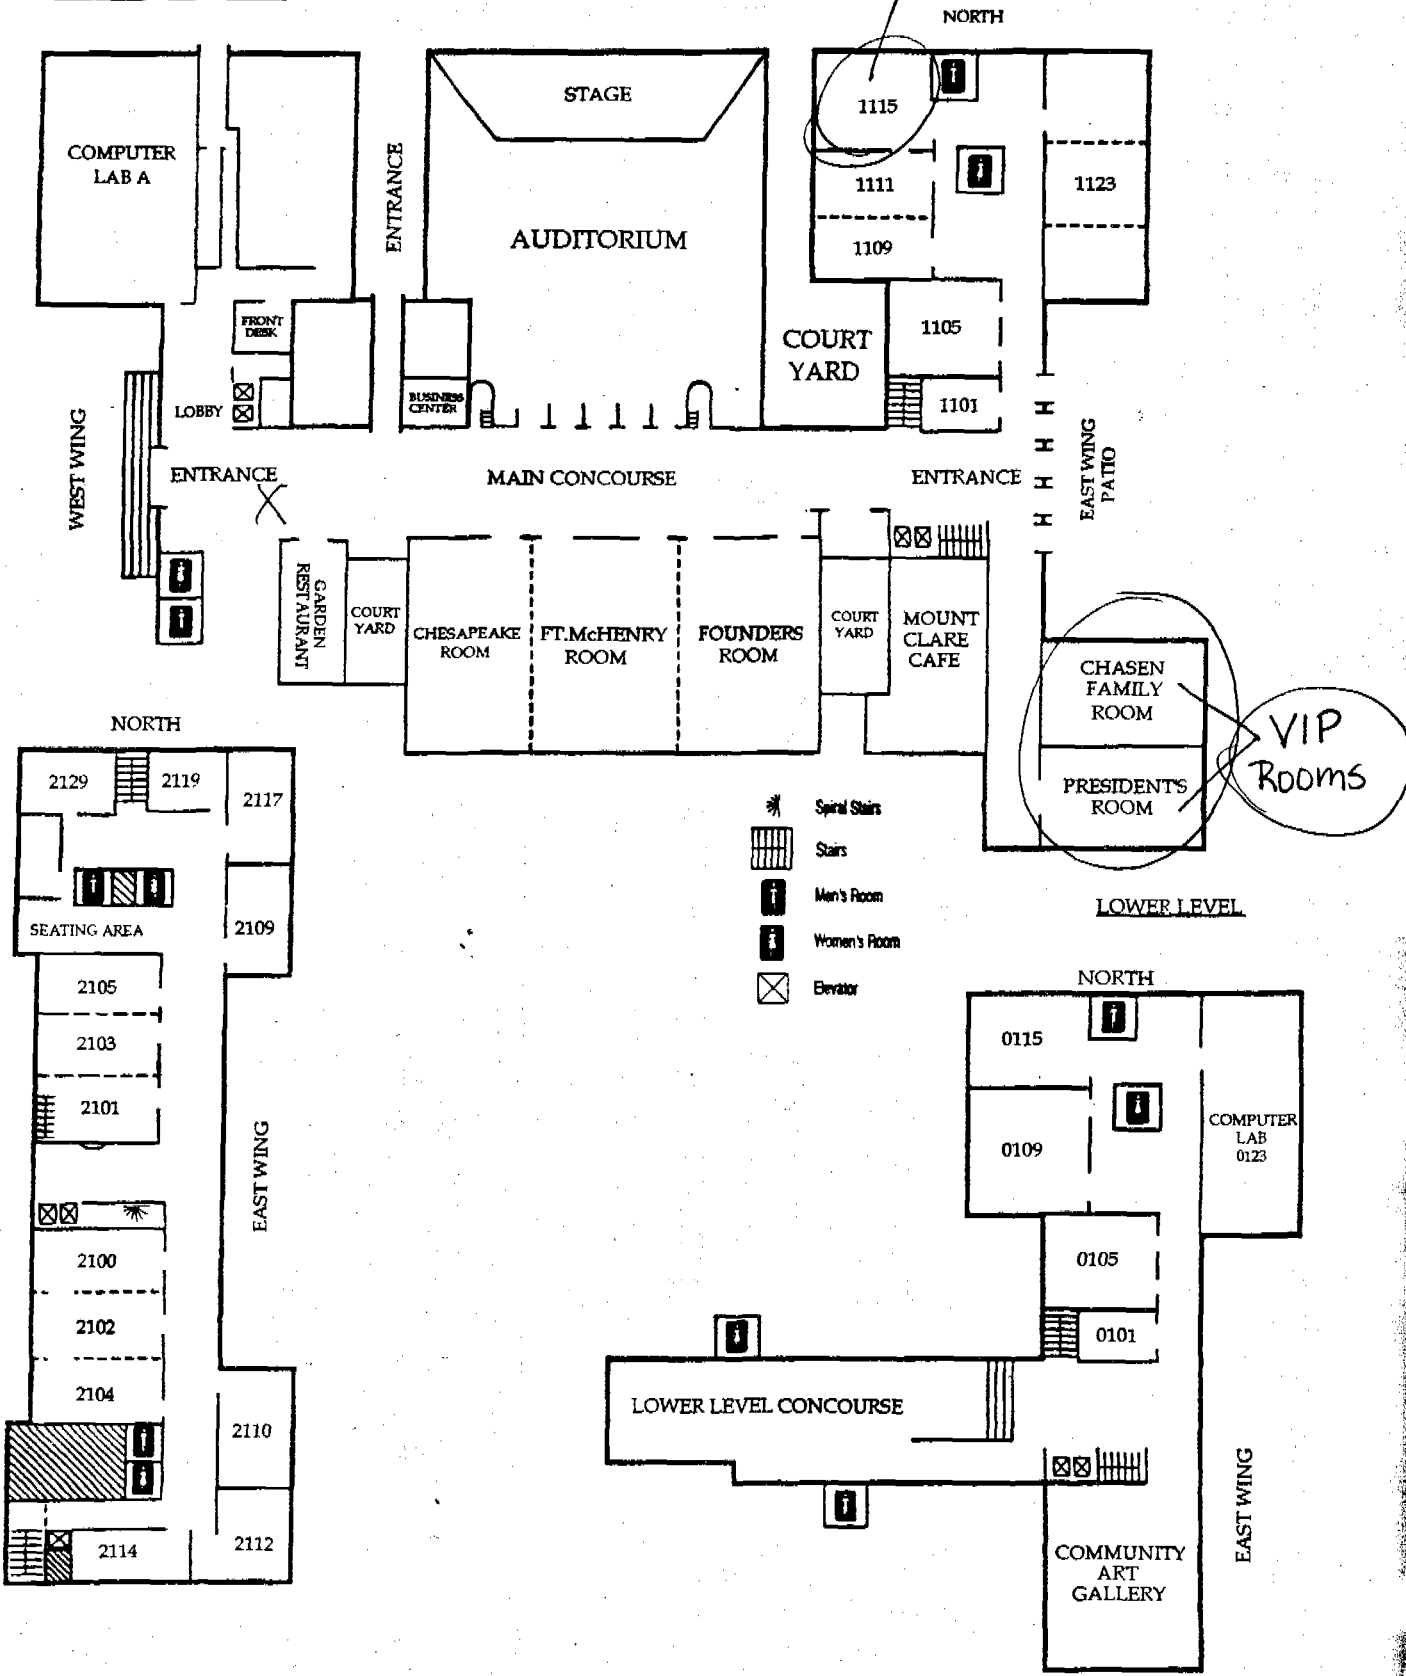 NORTH
STAGE
1115
COMPUTER
LAB A
ENTRANCE
1111
1123
AUDITORIUM
1109
FRONT
DESK
COURT
YARD
1105
BUSINESS
CENTER
1101
LOBBY
WEST WING
ENTRANCE
MAIN CONCOURSE
ENTRANCE
EAST WING
PATIO
X
GARDEN
RESTAURANT
COURT
YARD
CHESAPEAKE
ROOM
FT.McHENRY
ROOM
FOUNDERS
ROOM
COURT
YARD
MOUNT
CLARE
CAFE
CHASEN
FAMILY
ROOM
VIP
Rooms
PRESIDENT'S
ROOM
NORTH
2129
2119
2117
2109
SEATING AREA
2105
2103
2101
EAST WING
2100
2102
2104
2110
2112
2114
Spiral Stairs
Stairs
Men's Room
Women's Room
Elevator
LOWER LEVEL
NORTH
0115
0109
COMPUTER
LAB
0123
0105
0101
LOWER LEVEL CONCOURSE
EAST WING
COMMUNITY
ART
GALLERY